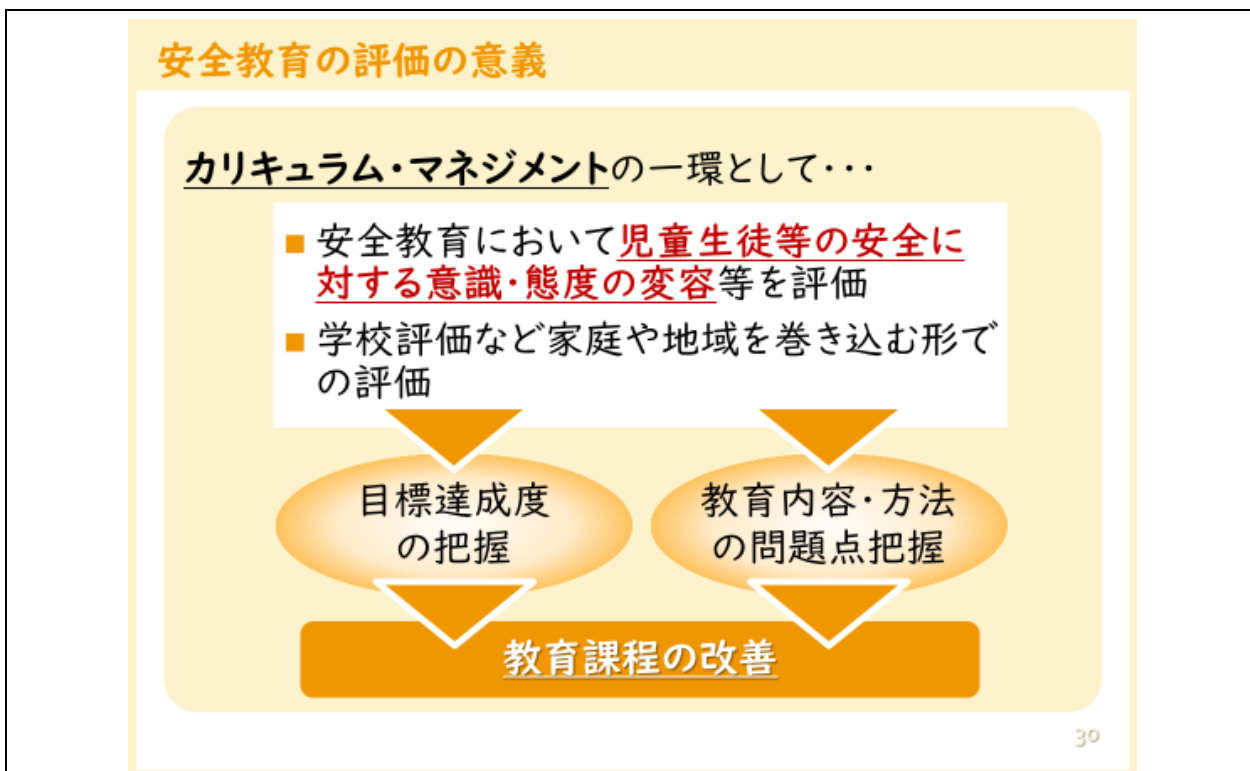 安全教育の評価の意義
カリキュラム・マネジメントの一環として・・・
■ 安全教育において児童生徒等の安全に
対する意識・態度の変容等を評価
■ 学校評価など家庭や地域を巻き込む形で
の評価
目標達成度
の把握
教育内容・方法
の問題点把握
教育課程の改善
30